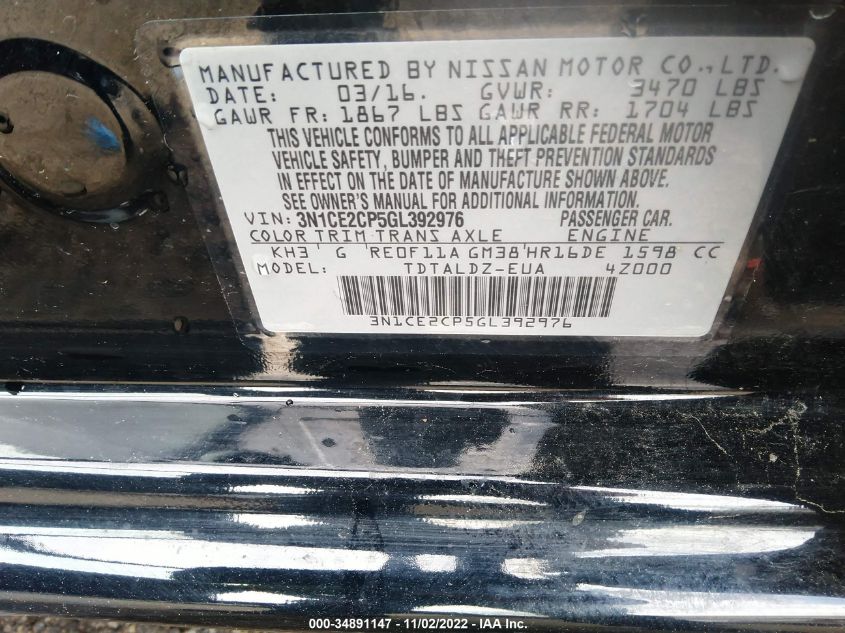 MANUFACTURED BY NISSAN MOTOR CO., LTD.
DATE: 03/16. GVWR: 3470 LBS
GAWR FR: 1867 LBS GAWR RR: 1704 LBS
THIS VEHICLE CONFORMS TO ALL APPLICABLE FEDERAL MOTOR
VEHICLE SAFETY, BUMPER AND THEFT PREVENTION STANDARDS
IN EFFECT ON THE DATE OF MANUFACTURE SHOWN ABOVE.
SEE OWNER'S MANUAL FOR ADDITIONAL INFORMATION.
VIN: 3N1CE2CP5GL392976 PASSENGER CAR.
COLOR TRIM TRANS AXLE ENGINE
KH3 ' G RE0F11A GM38 'HR16DE 1598 CC
MODEL: TDTALDZ-EUA 4Z000
3N1CE2CP5GL392976
000-34891147 - 11/02/2022 - IAA Inc.